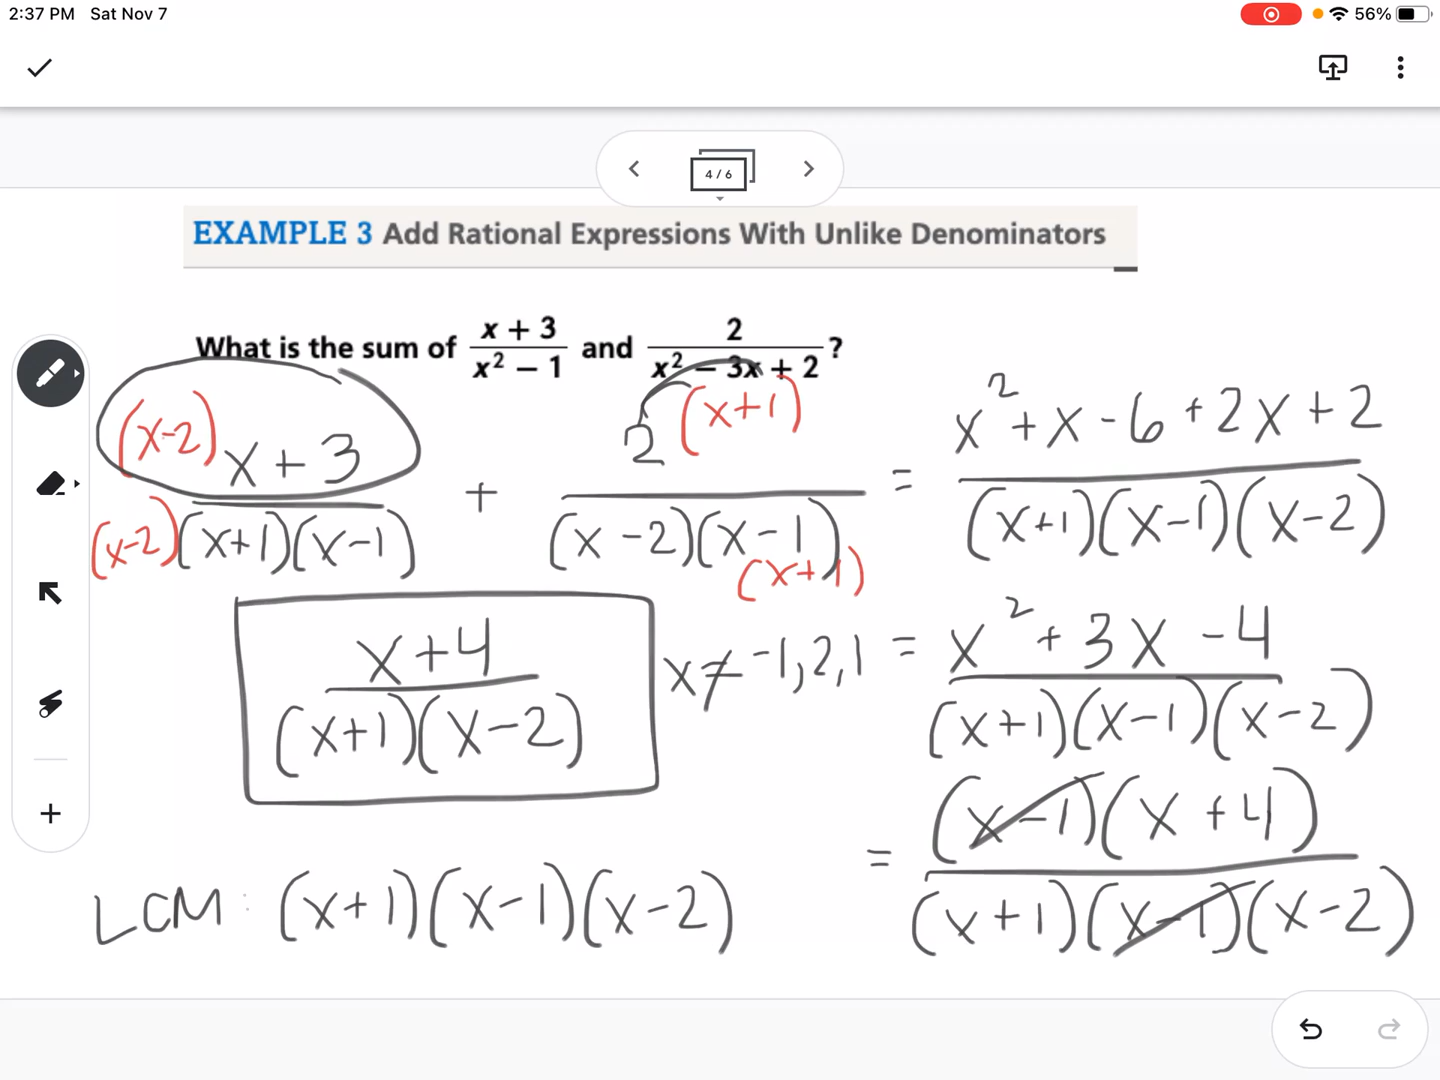 2:37 PM Sat Nov 7
56%
4 / 6
EXAMPLE 3 Add Rational Expressions With Unlike Denominators
What is the sum of (x + 3)/(x² − 1) and 2/(x² − 3x + 2)?
(x-2) x + 3
(x-2)(x+1)(x-1)
+
2 (x+1)
(x-2)(x-1)(x+1)
= x² + x - 6 + 2x + 2
(x+1)(x-1)(x-2)
= x² + 3x - 4
(x+1)(x-1)(x-2)
= (x-1)(x+4)
(x+1)(x-1)(x-2)
x+4
(x+1)(x-2)
x ≠ -1, 2, 1
LCM: (x+1)(x-1)(x-2)